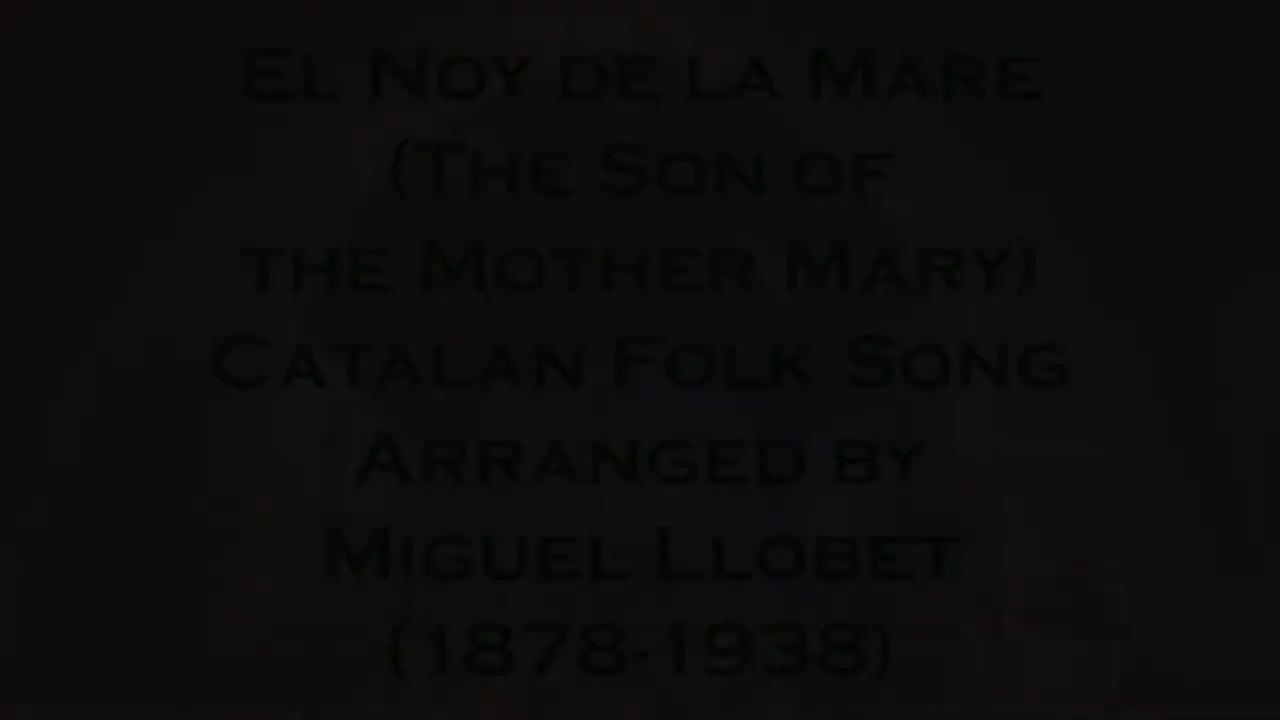 El Noy de la Mare
(The Son of
the Mother Mary)
Catalan Folk Song
Arranged by
Miguel Llobet
(1878-1938)